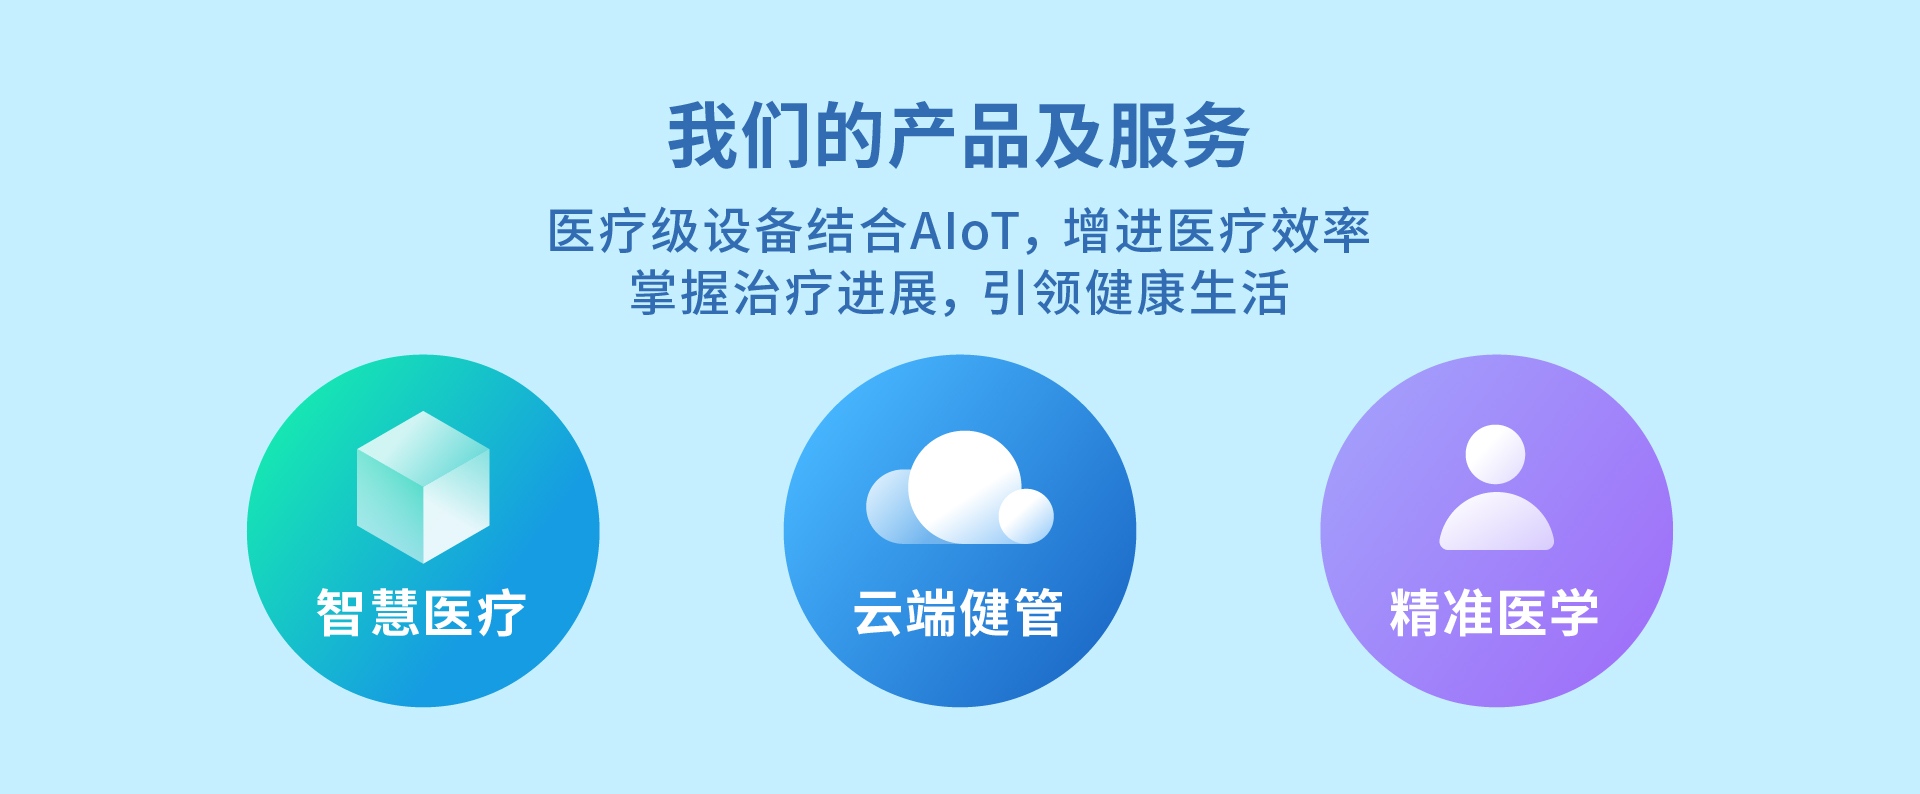 我们的产品及服务
医疗级设备结合AIoT，增进医疗效率
掌握治疗进展，引领健康生活
智慧医疗
云端健管
精准医学